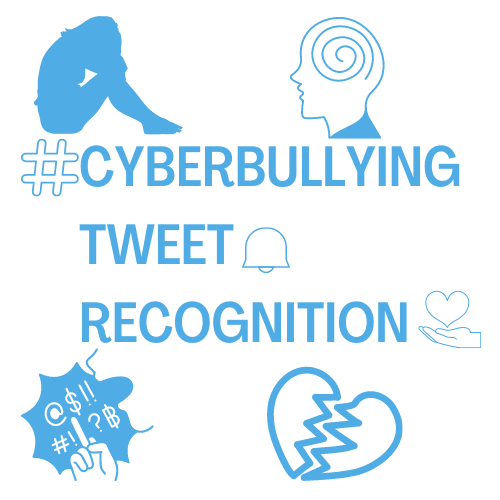 #CYBERBULLYING
TWEET
RECOGNITION
@$!!
#!?฿